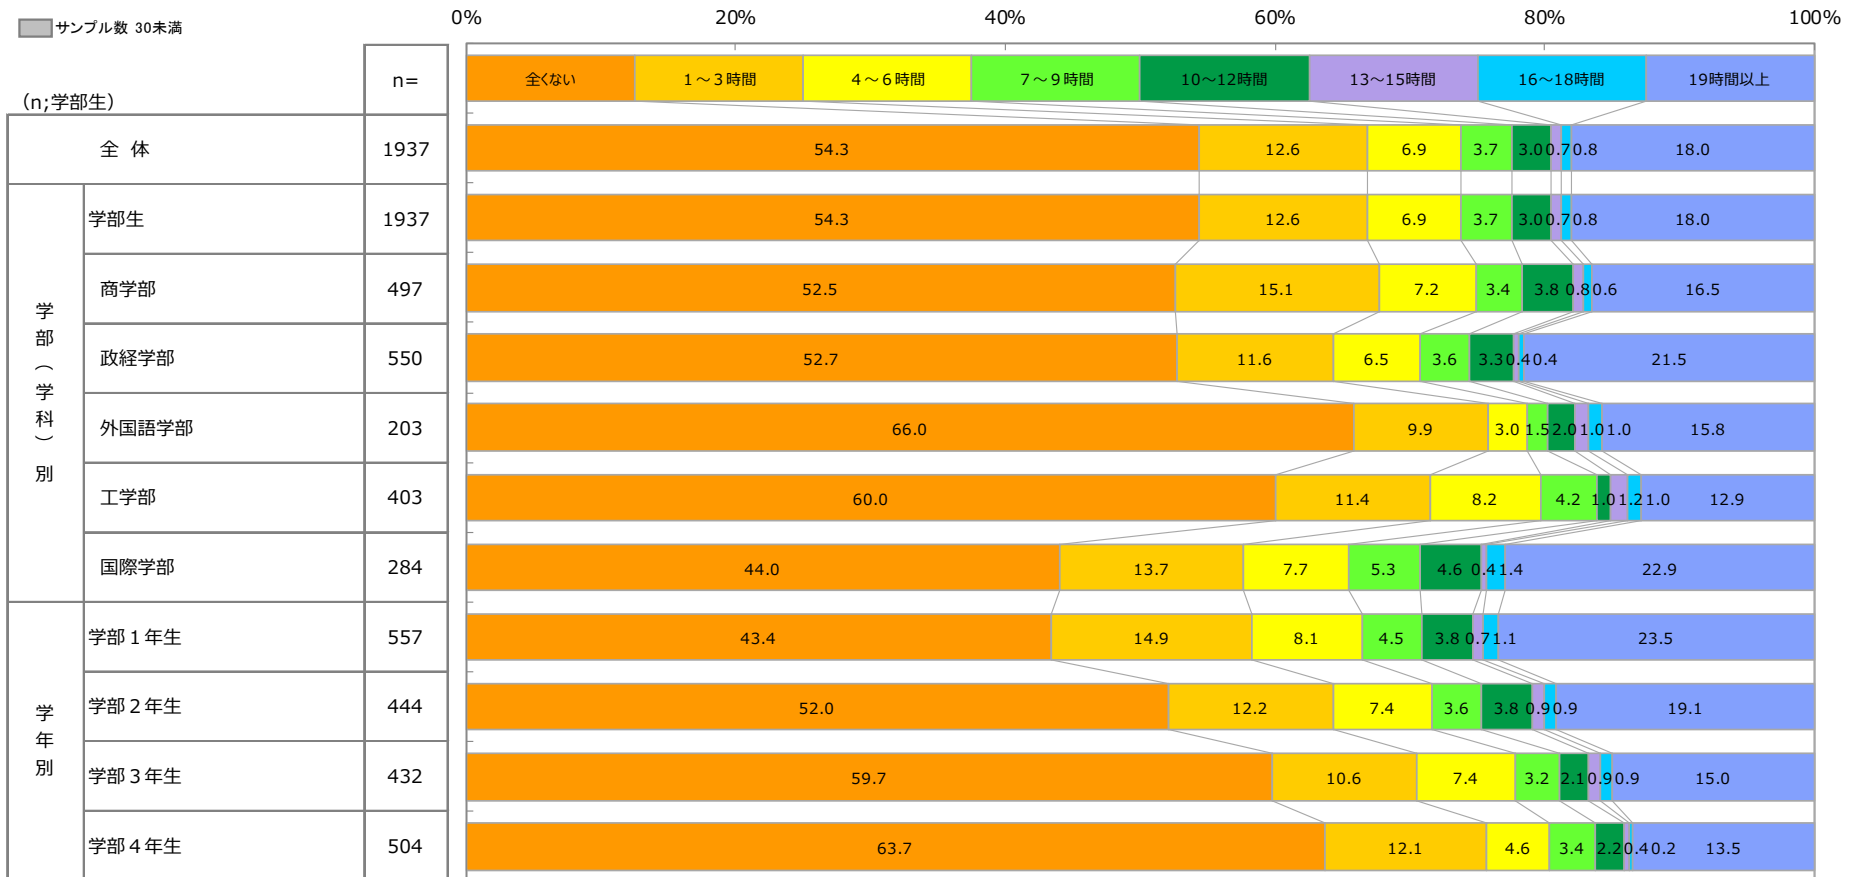 0% 20% 40% 60% 80% 100%
サンプル数 30未満
(n;学部生) n= 全くない 1～3時間 4～6時間 7～9時間 10～12時間 13～15時間 16～18時間 19時間以上
全 体 1937 54.3 12.6 6.9 3.7 3.0 0.7 0.8 18.0
学部（学科）別
学部生 1937 54.3 12.6 6.9 3.7 3.0 0.7 0.8 18.0
商学部 497 52.5 15.1 7.2 3.4 3.8 0.8 0.6 16.5
政経学部 550 52.7 11.6 6.5 3.6 3.3 0.4 0.4 21.5
外国語学部 203 66.0 9.9 3.0 1.5 2.0 1.0 1.0 15.8
工学部 403 60.0 11.4 8.2 4.2 1.0 1.2 1.0 12.9
国際学部 284 44.0 13.7 7.7 5.3 4.6 0.4 1.4 22.9
学年別
学部１年生 557 43.4 14.9 8.1 4.5 3.8 0.7 1.1 23.5
学部２年生 444 52.0 12.2 7.4 3.6 3.8 0.9 0.9 19.1
学部３年生 432 59.7 10.6 7.4 3.2 2.1 0.9 0.9 15.0
学部４年生 504 63.7 12.1 4.6 3.4 2.2 0.4 0.2 13.5